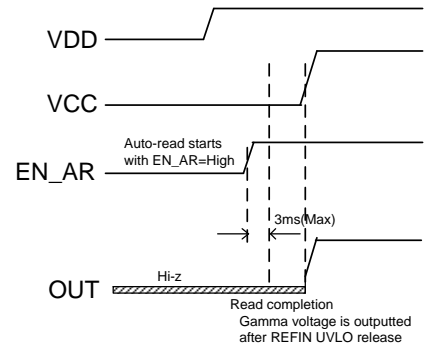 VDD
VCC
Auto-read starts
with EN_AR=High
EN_AR
3ms(Max)
Hi-z
OUT
Read completion
Gamma voltage is outputted
after REFIN UVLO release